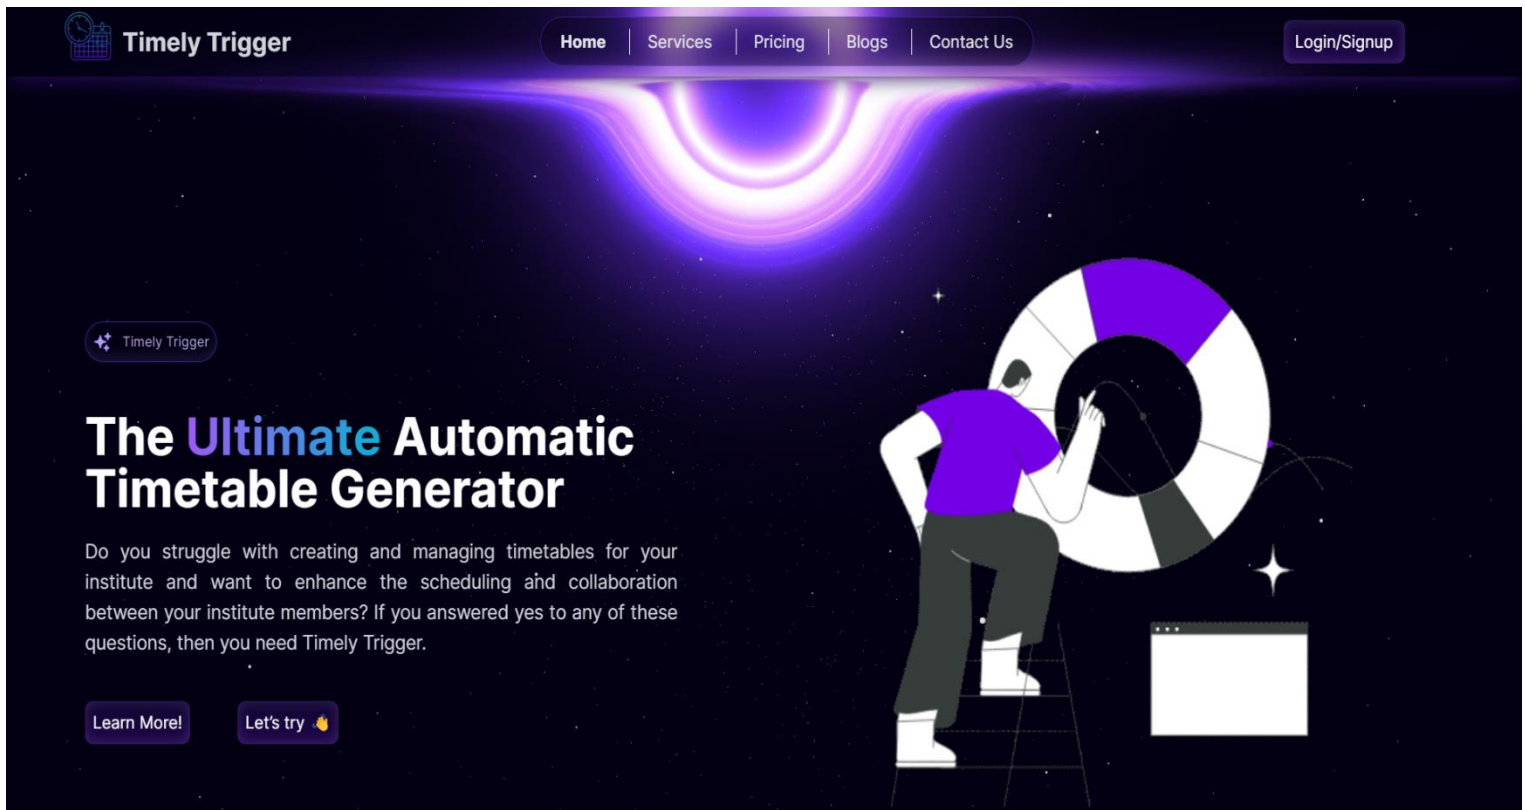 Timely Trigger
Home
Services
Pricing
Blogs
Contact Us
Login/Signup
Timely Trigger
The Ultimate Automatic
Timetable Generator
Do you struggle with creating and managing timetables for your
institute and want to enhance the scheduling and collaboration
between your institute members? If you answered yes to any of these
questions, then you need Timely Trigger.
Learn More!
Let's try 👋